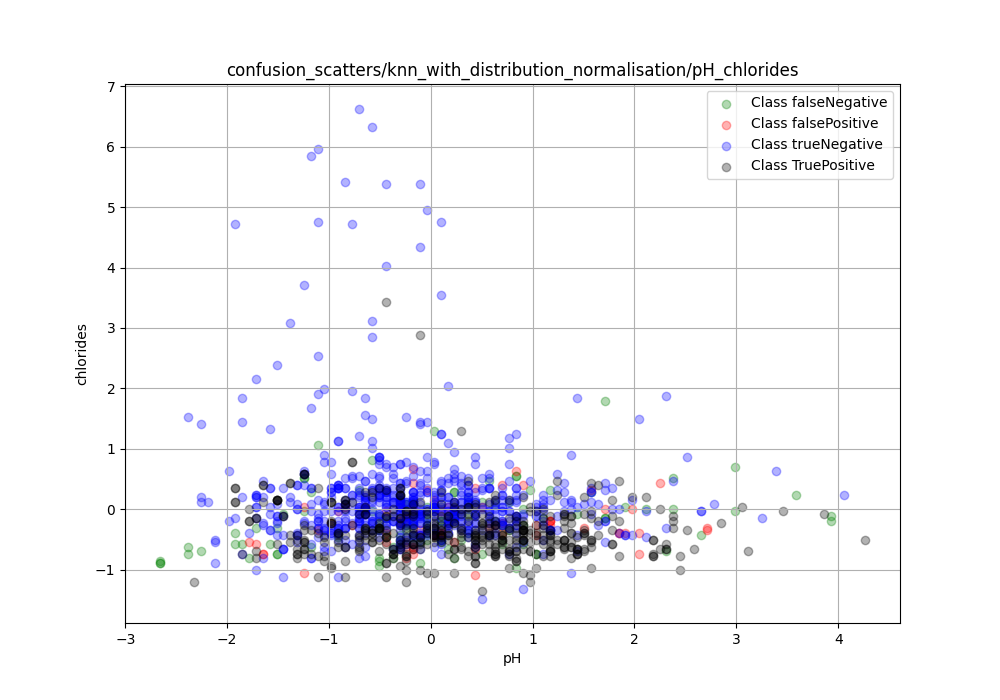 confusion_scatters/knn_with_distribution_normalisation/pH_chlorides
Class falseNegative
Class falsePositive
Class trueNegative
Class TruePositive
7
6
5
4
3
2
1
0
−1
chlorides
−3 −2 −1 0 1 2 3 4
pH